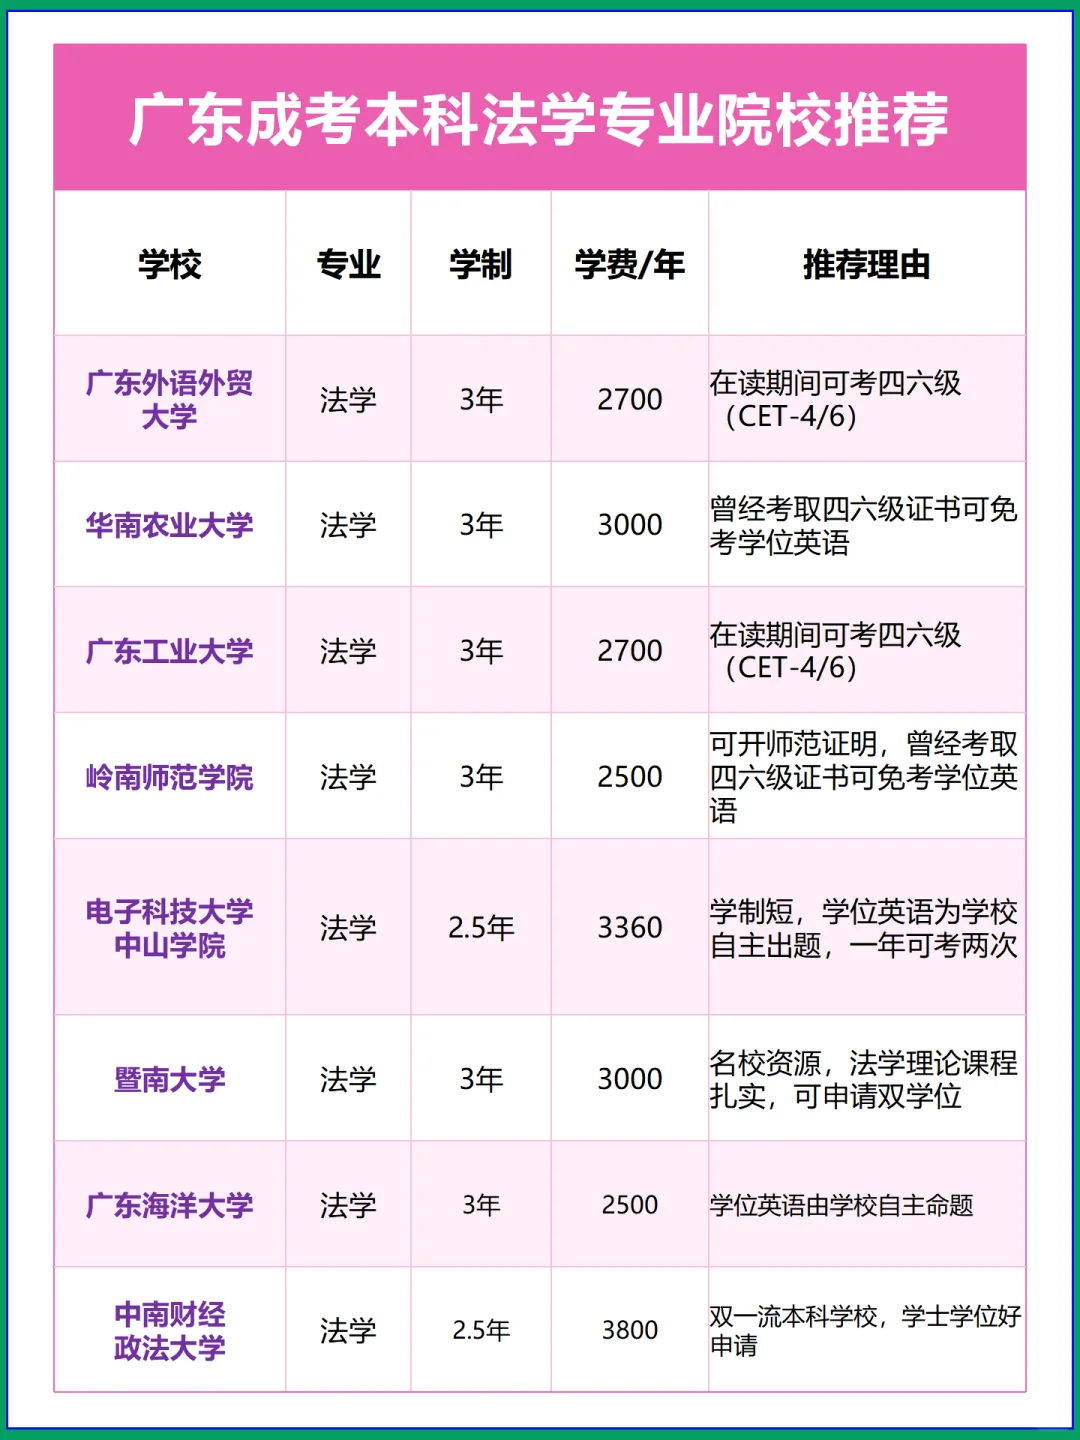 广东成考本科法学专业院校推荐
学校 专业 学制 学费/年 推荐理由
广东外语外贸
大学
法学 3年 2700
在读期间可考四六级
（CET-4/6）
华南农业大学 法学 3年 3000
曾经考取四六级证书可免
考学位英语
广东工业大学 法学 3年 2700
在读期间可考四六级
（CET-4/6）
岭南师范学院 法学 3年 2500
可开师范证明，曾经考取
四六级证书可免考学位英
语
电子科技大学
中山学院
法学 2.5年 3360
学制短，学位英语为学校
自主出题，一年可考两次
暨南大学 法学 3年 3000
名校资源，法学理论课程
扎实，可申请双学位
广东海洋大学 法学 3年 2500 学位英语由学校自主命题
中南财经
政法大学
法学 2.5年 3800
双一流本科学校，学士学位好
申请